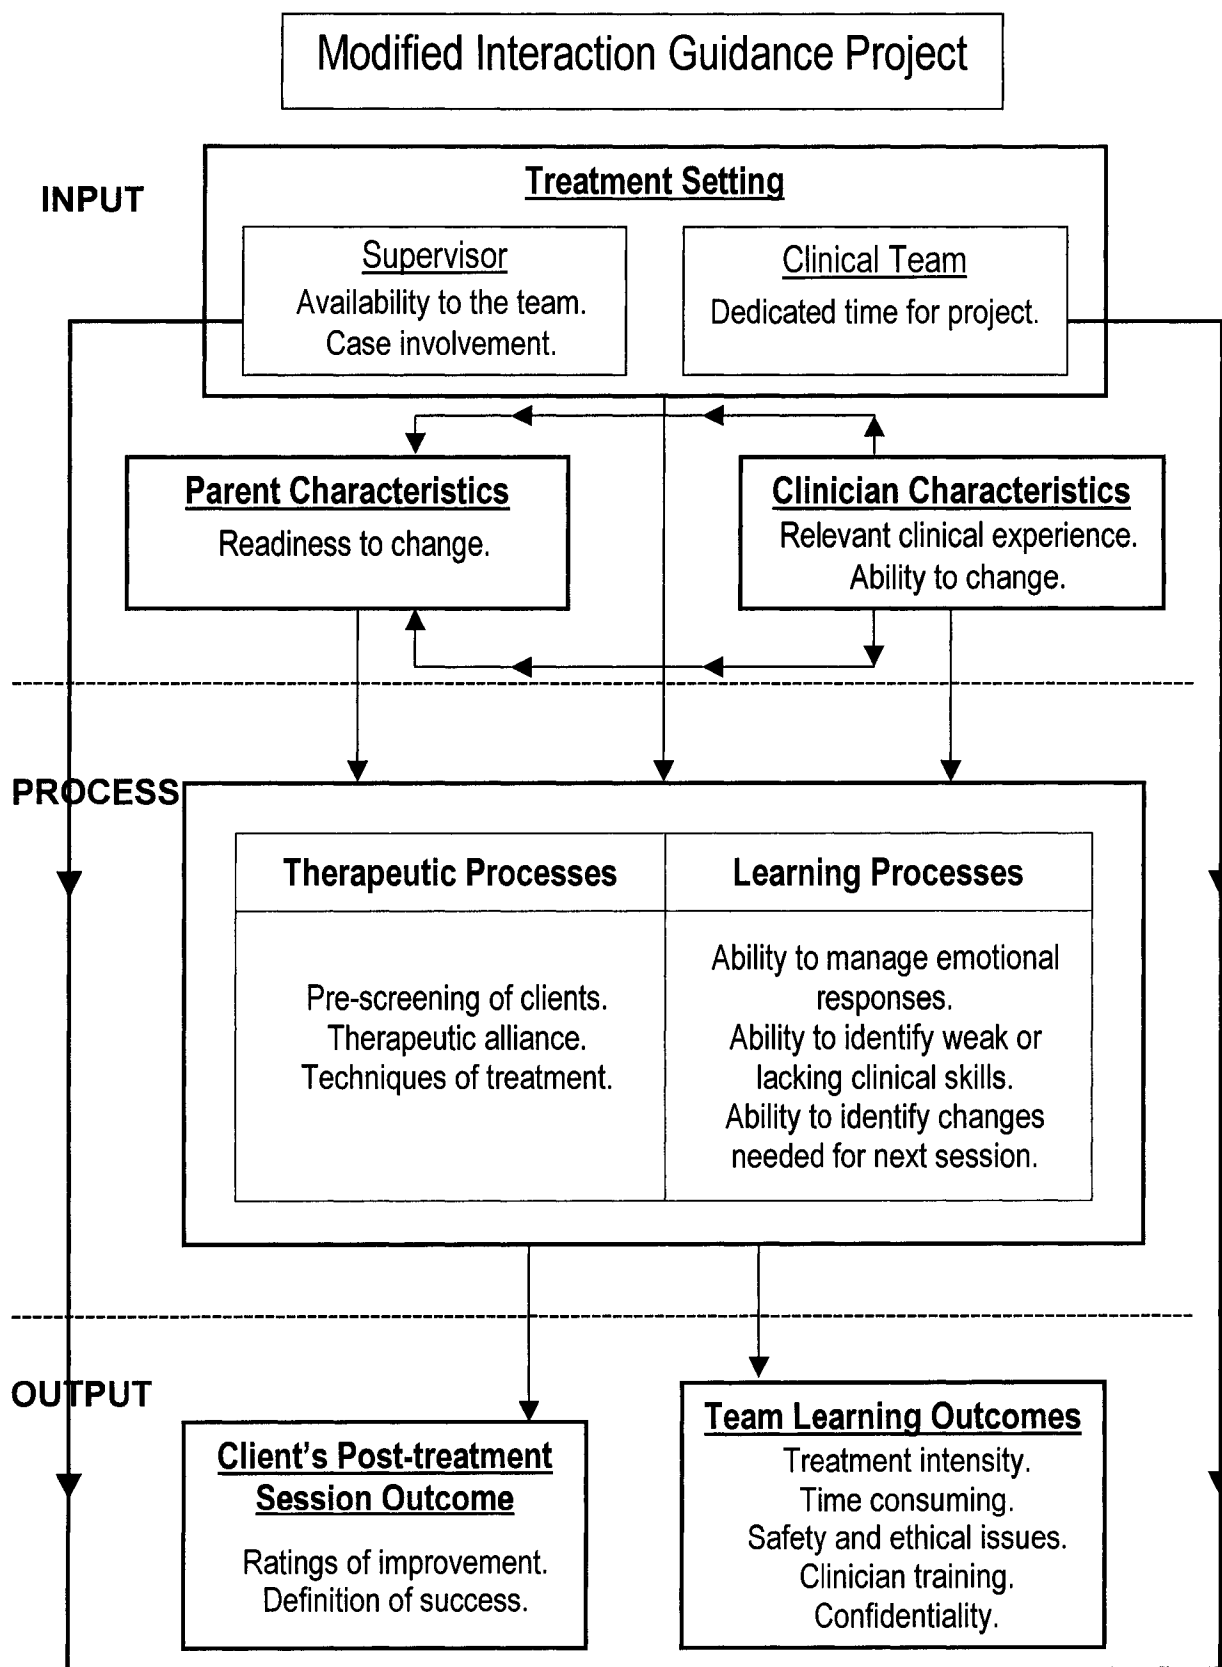 Modified Interaction Guidance Project
INPUT
Treatment Setting
Supervisor
Availability to the team.
Case involvement.
Clinical Team
Dedicated time for project.
Parent Characteristics
Readiness to change.
Clinician Characteristics
Relevant clinical experience.
Ability to change.
PROCESS
Therapeutic Processes
Pre-screening of clients.
Therapeutic alliance.
Techniques of treatment.
Learning Processes
Ability to manage emotional
responses.
Ability to identify weak or
lacking clinical skills.
Ability to identify changes
needed for next session.
OUTPUT
Client's Post-treatment
Session Outcome
Ratings of improvement.
Definition of success.
Team Learning Outcomes
Treatment intensity.
Time consuming.
Safety and ethical issues.
Clinician training.
Confidentiality.